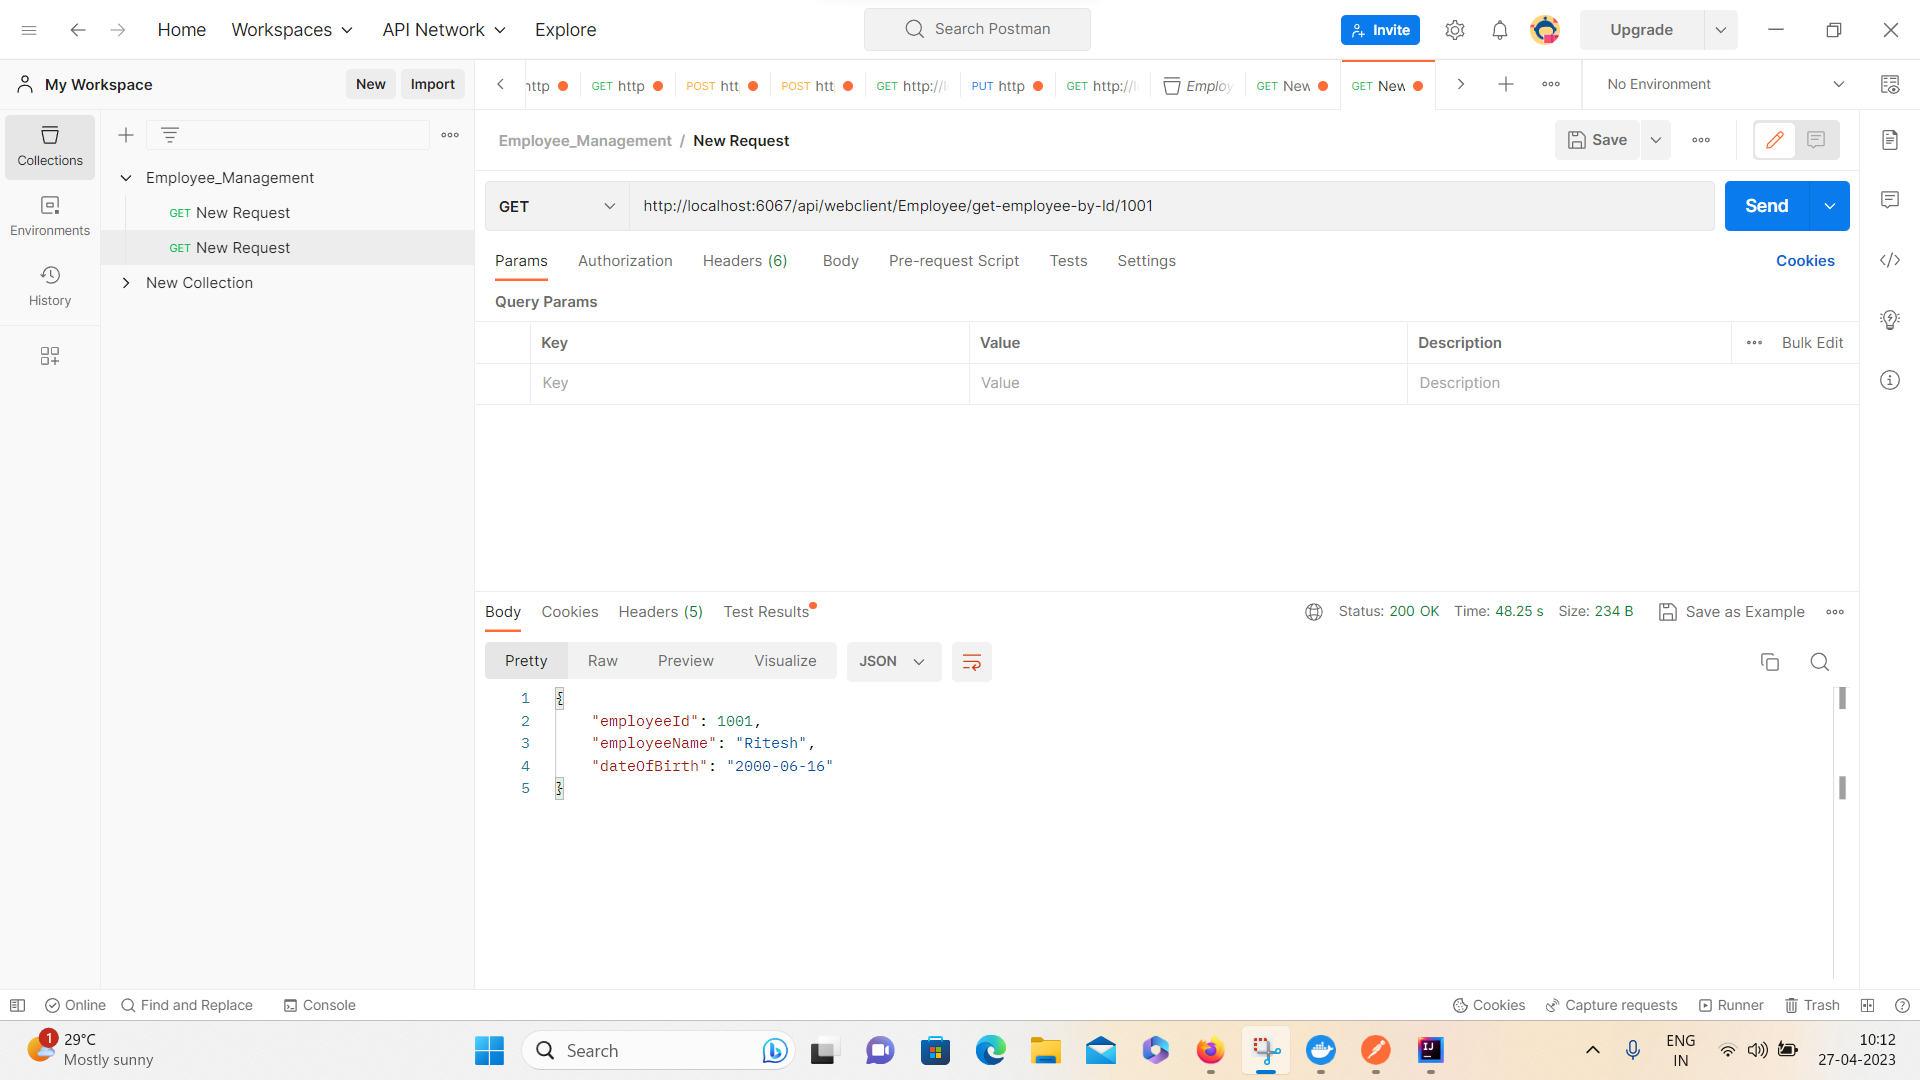 Home Workspaces API Network Explore Search Postman Invite Upgrade
My Workspace New Import http GET http POST htt POST htt GET http://l PUT http GET http://l Employ GET New GET New No Environment
Collections
Environments
History
Employee_Management
GET New Request
GET New Request
New Collection
Employee_Management / New Request Save
GET http://localhost:6067/api/webclient/Employee/get-employee-by-Id/1001 Send
Params Authorization Headers (6) Body Pre-request Script Tests Settings Cookies
Query Params
Key Value Description Bulk Edit
Key Value Description
Body Cookies Headers (5) Test Results Status: 200 OK Time: 48.25 s Size: 234 B Save as Example
Pretty Raw Preview Visualize JSON
1 {
2 "employeeId": 1001,
3 "employeeName": "Ritesh",
4 "dateOfBirth": "2000-06-16"
5 }
Online Find and Replace Console Cookies Capture requests Runner Trash
1 29°C
Mostly sunny
Search
IJ
ENG
IN
10:12
27-04-2023